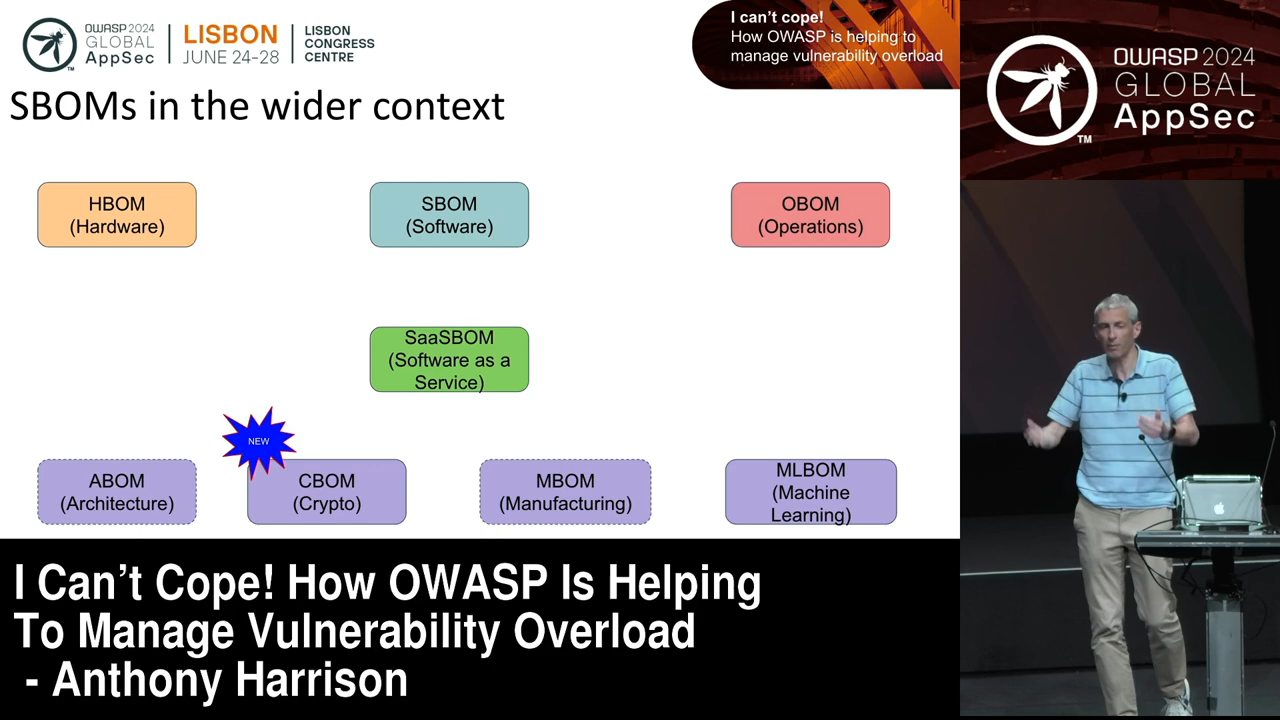 OWASP 2024
GLOBAL
AppSec
TM
LISBON
JUNE 24-28
LISBON
CONGRESS
CENTRE
I can't cope!
How OWASP is helping to
manage vulnerability overload
OWASP 2024
GLOBAL
AppSec
TM
SBOMs in the wider context
HBOM
(Hardware)
SBOM
(Software)
OBOM
(Operations)
SaaSBOM
(Software as a
Service)
NEW
ABOM
(Architecture)
CBOM
(Crypto)
MBOM
(Manufacturing)
MLBOM
(Machine
Learning)
I Can't Cope! How OWASP Is Helping
To Manage Vulnerability Overload
- Anthony Harrison